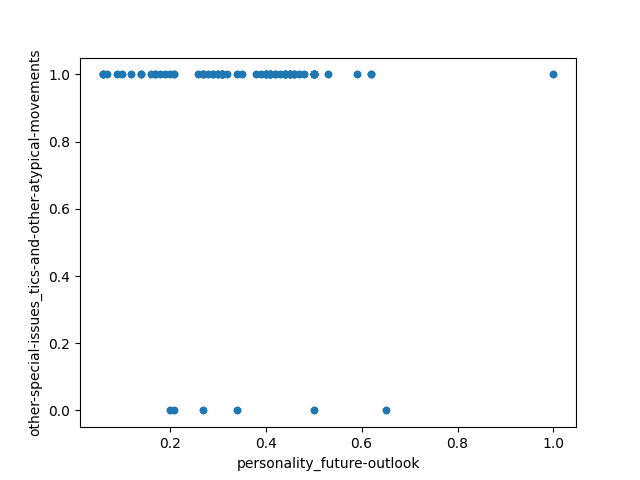 other-special-issues_tics-and-other-atypical-movements
1.0
0.8
0.6
0.4
0.2
0.0
0.2 0.4 0.6 0.8 1.0
personality_future-outlook